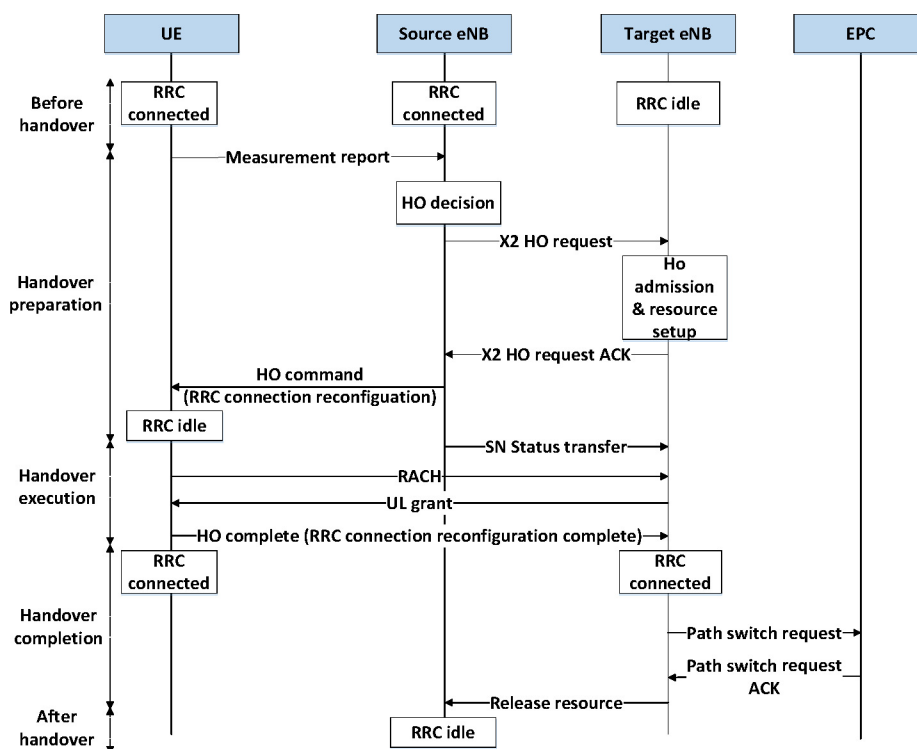 UE
Source eNB
Target eNB
EPC
Before
handover
RRC
connected
RRC
connected
RRC idle
Measurement report
HO decision
X2 HO request
Handover
preparation
Ho
admission
& resource
setup
X2 HO request ACK
HO command
(RRC connection reconfiguation)
RRC idle
SN Status transfer
Handover
execution
RACH
UL grant
HO complete (RRC connection reconfiguration complete)
RRC
connected
RRC
connected
Handover
completion
Path switch request
Path switch request
ACK
Release resource
After
handover
RRC idle